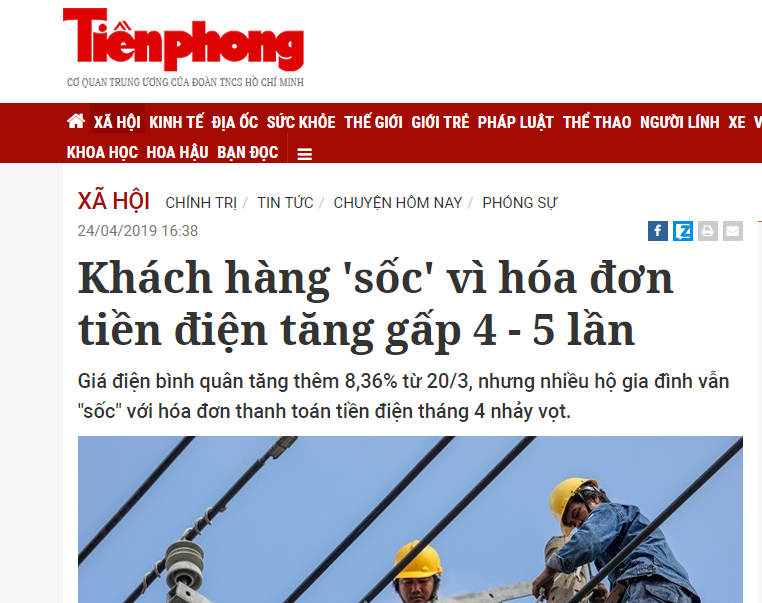 Tiềnphong
CƠ QUAN TRUNG ƯƠNG CỦA ĐOÀN TNCS HỒ CHÍ MINH
XÃ HỘI KINH TẾ ĐỊA ỐC SỨC KHỎE THẾ GIỚI GIỚI TRẺ PHÁP LUẬT THỂ THAO NGƯỜI LÍNH XE V
KHOA HỌC HOA HẬU BẠN ĐỌC
XÃ HỘI CHÍNH TRỊ / TIN TỨC / CHUYỆN HÔM NAY / PHÓNG SỰ
24/04/2019 16:38
Khách hàng 'sốc' vì hóa đơn
tiền điện tăng gấp 4 - 5 lần
Giá điện bình quân tăng thêm 8,36% từ 20/3, nhưng nhiều hộ gia đình vẫn
"sốc" với hóa đơn thanh toán tiền điện tháng 4 nhảy vọt.